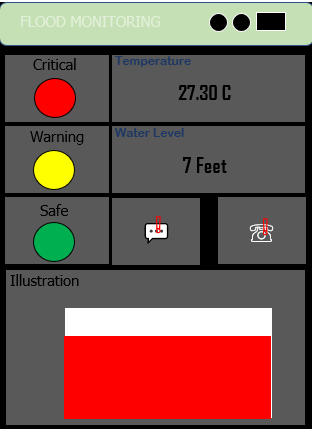 FLOOD MONITORING
Critical
Temperature
27.30 C
Warning
Water Level
7 Feet
Safe
Illustration